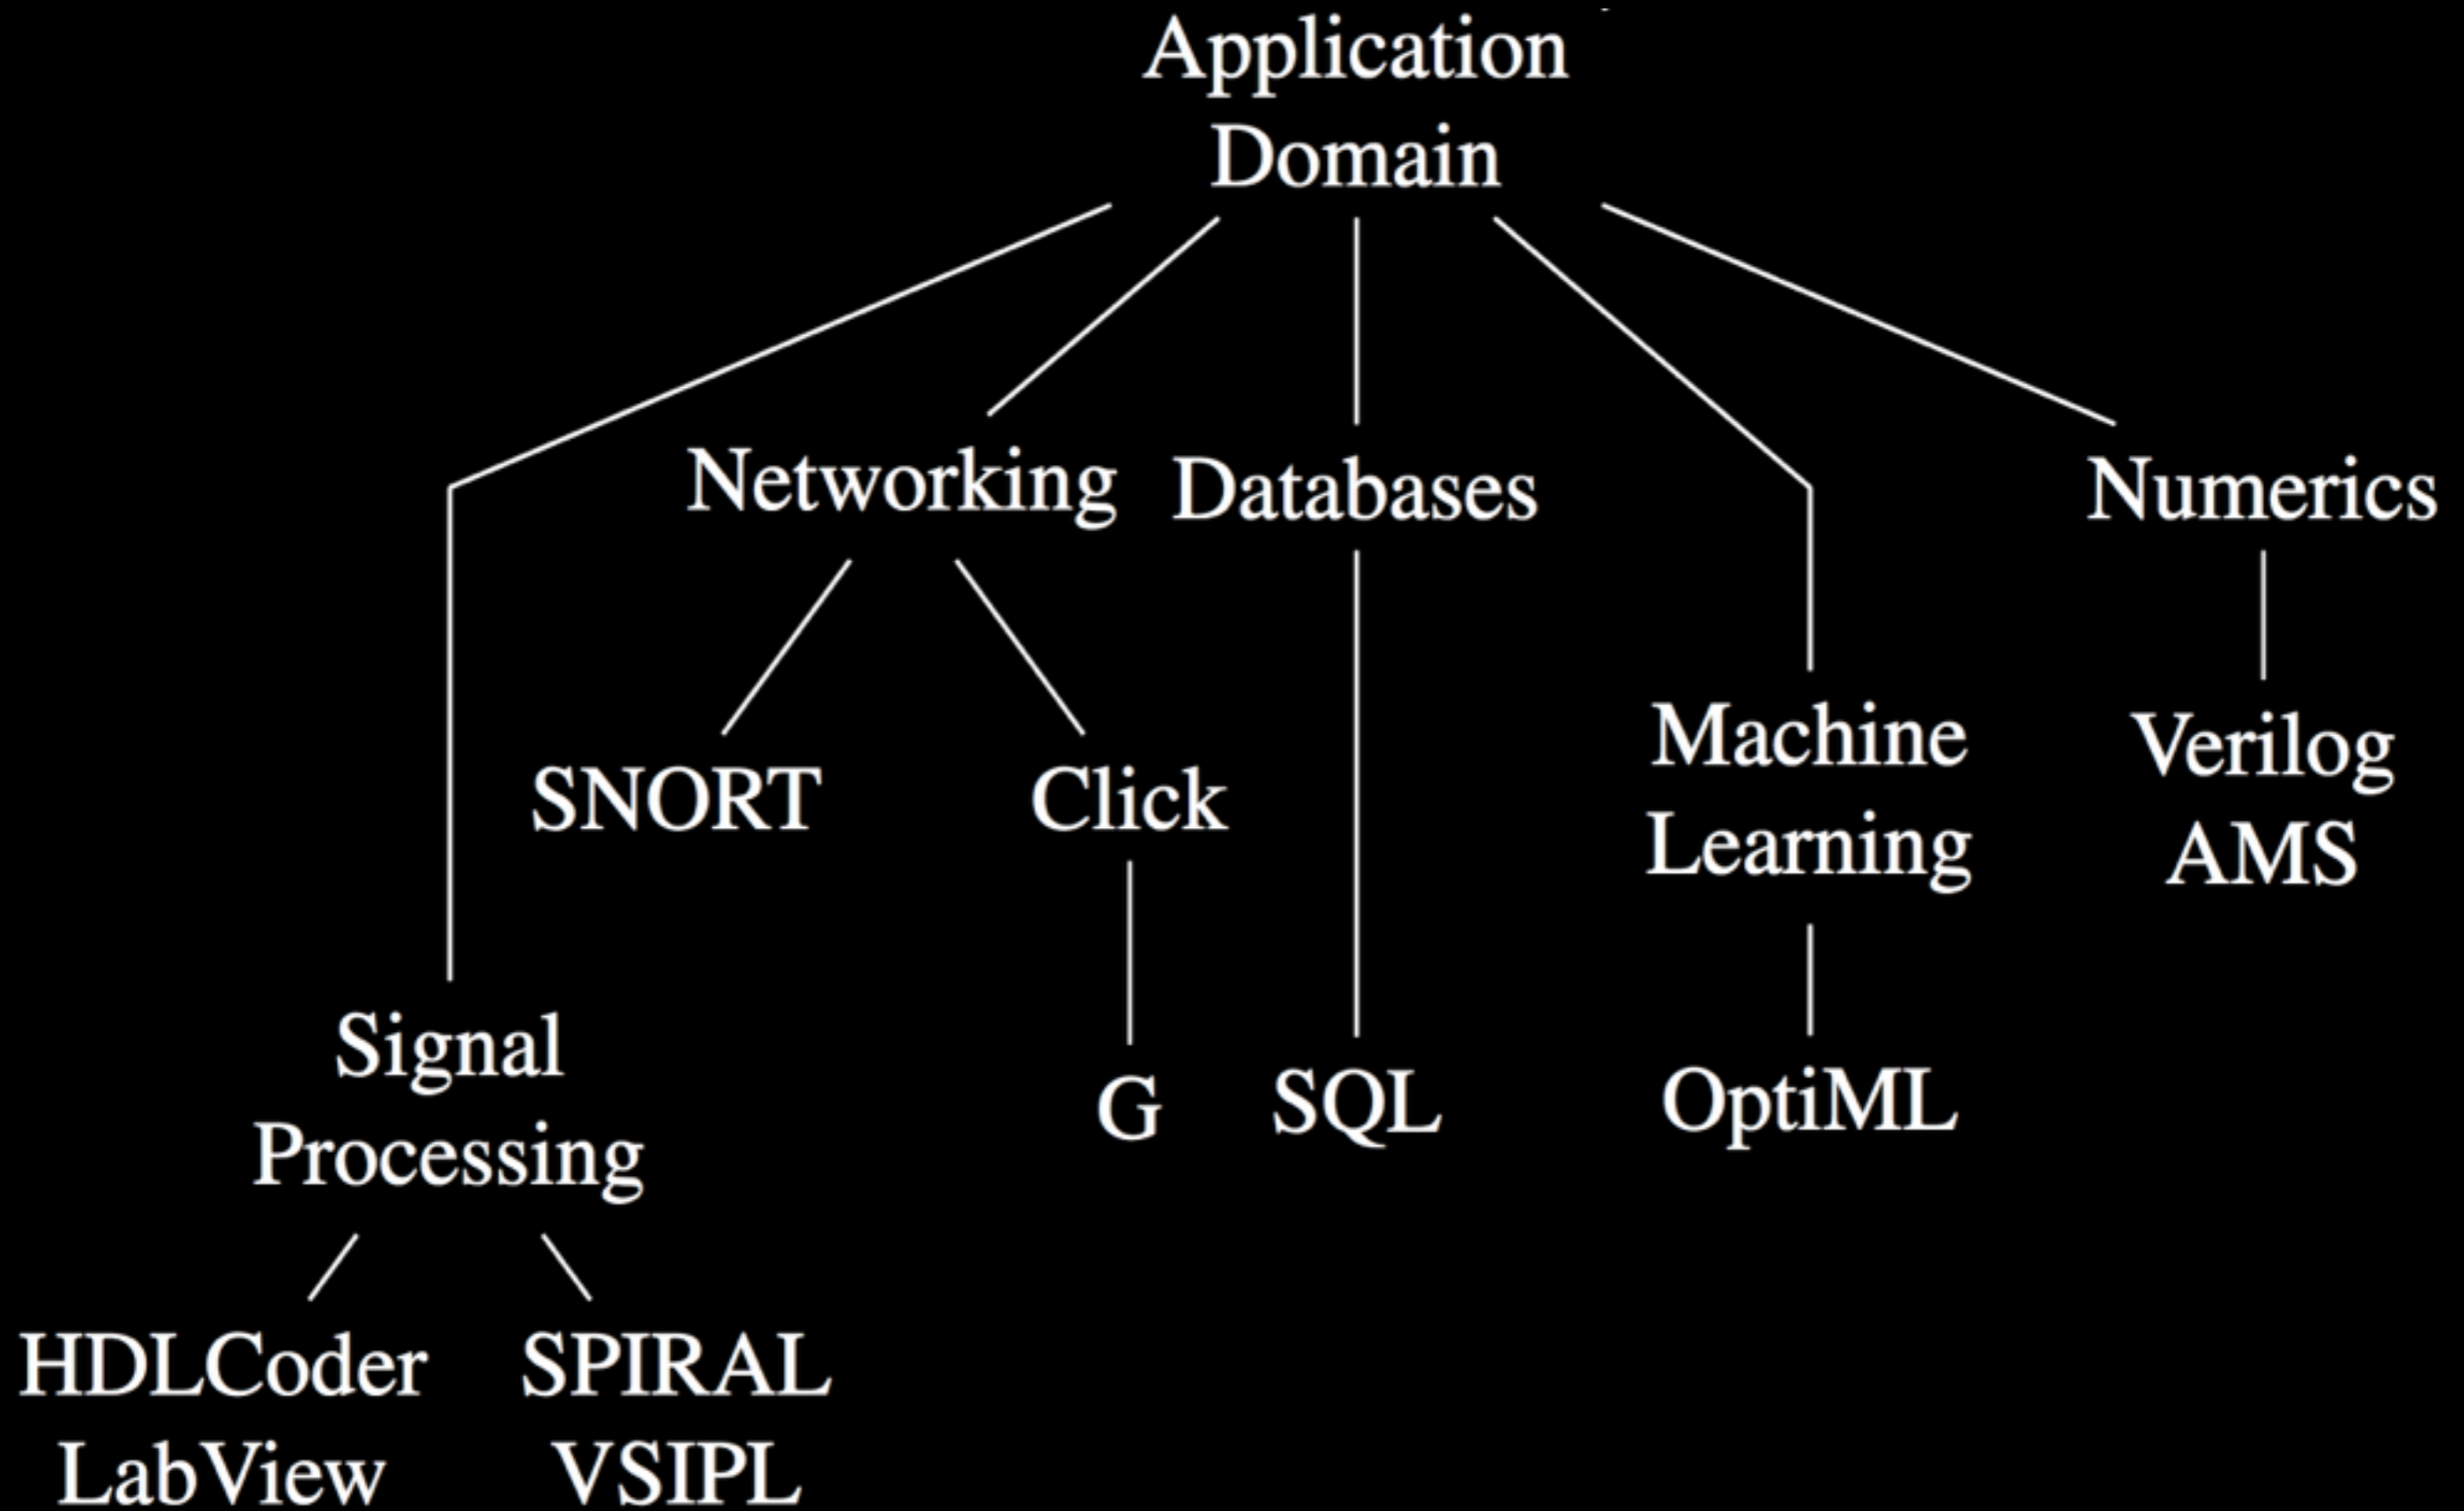 Application
Domain
Networking
Databases
Numerics
SNORT
Click
Machine
Learning
Verilog
AMS
Signal
Processing
G
SQL
OptiML
HDLCoder
LabView
SPIRAL
VSIPL